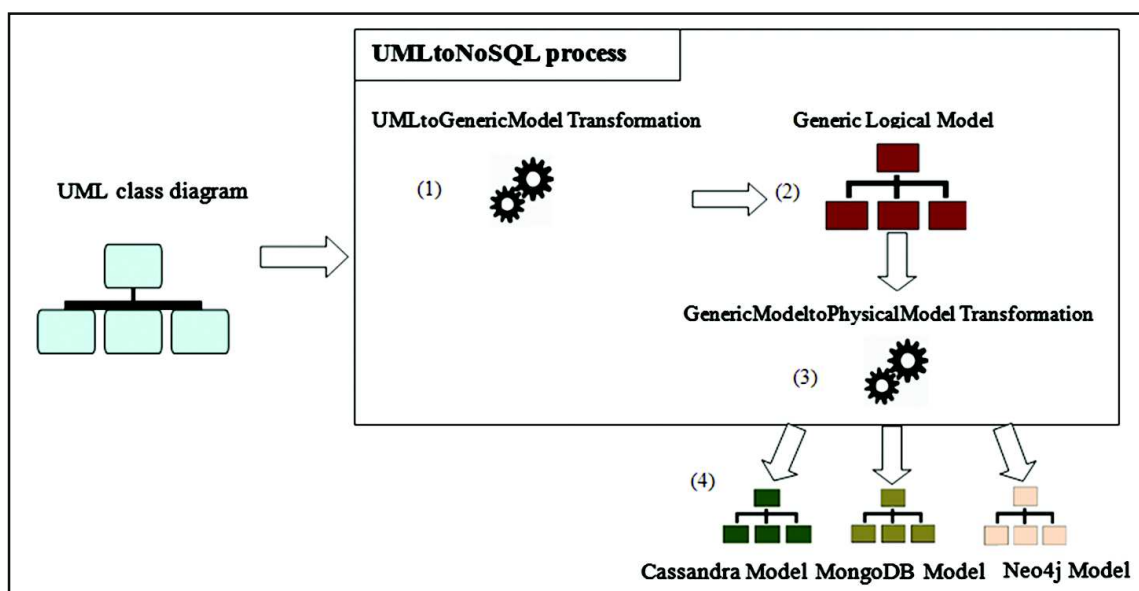 UMLtoNoSQL process
UMLtoGenericModel Transformation
Generic Logical Model
UML class diagram
(1)
(2)
GenericModeltoPhysicalModel Transformation
(3)
(4)
Cassandra Model
MongoDB Model
Neo4j Model